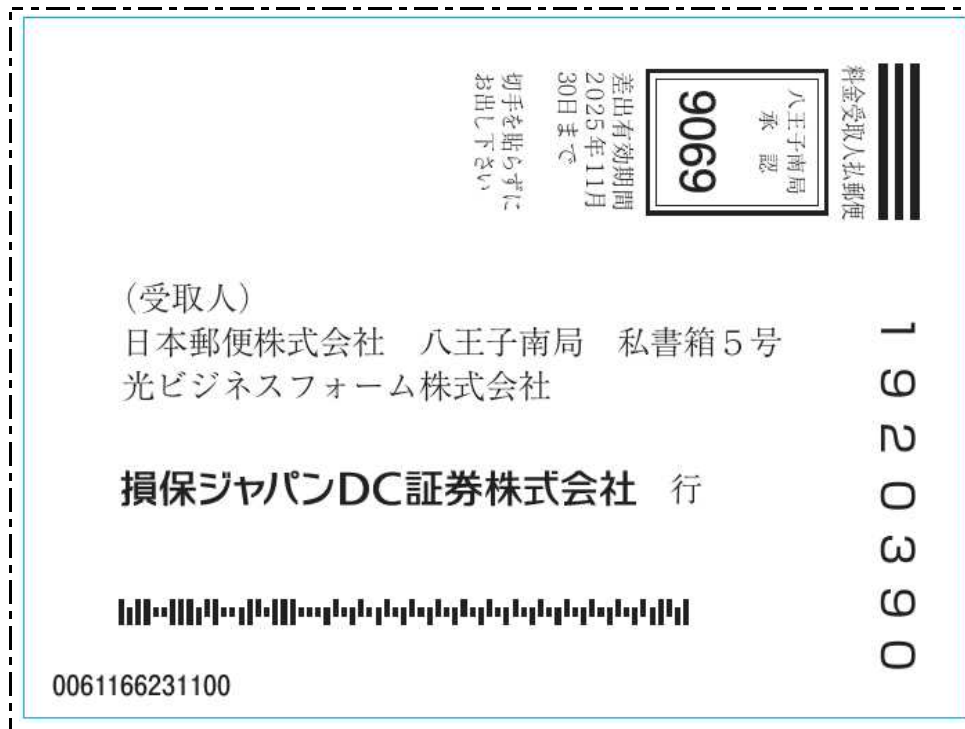 料金受取人払郵便
八王子南局
承認
9069
差出有効期間
2025年11月
30日まで
切手を貼らずに
お出し下さい
1920390
（受取人）
日本郵便株式会社　八王子南局　私書箱５号
光ビジネスフォーム株式会社
損保ジャパンDC証券株式会社　行
0061166231100